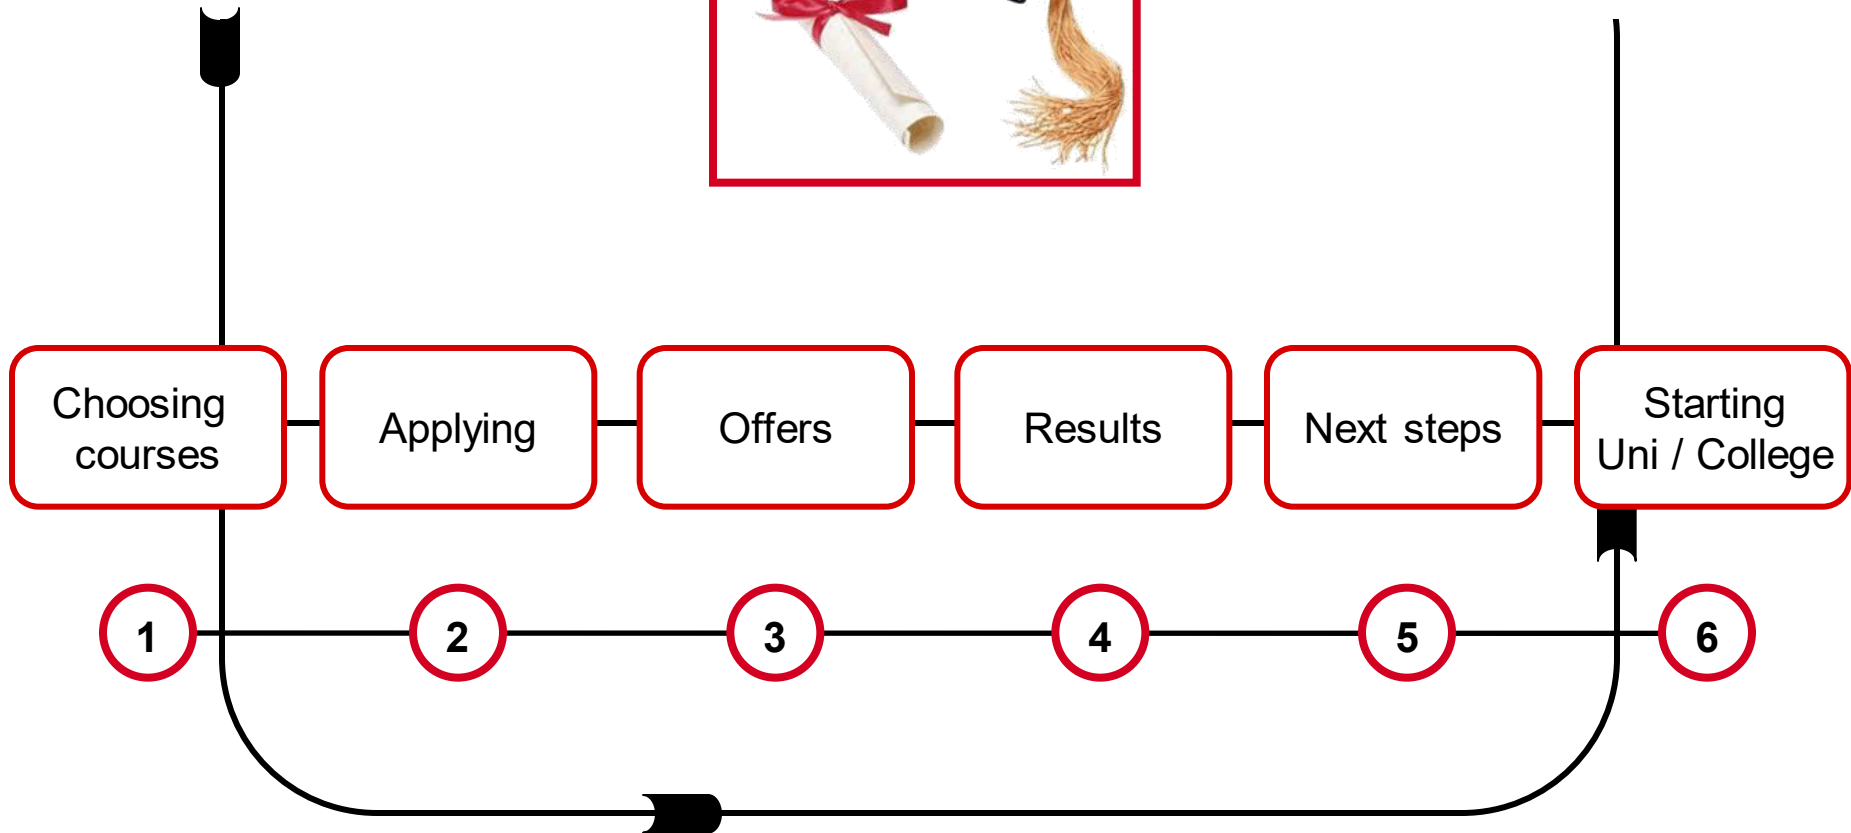 Choosing
courses
Applying
Offers
Results
Next steps
Starting
Uni / College
1
2
3
4
5
6